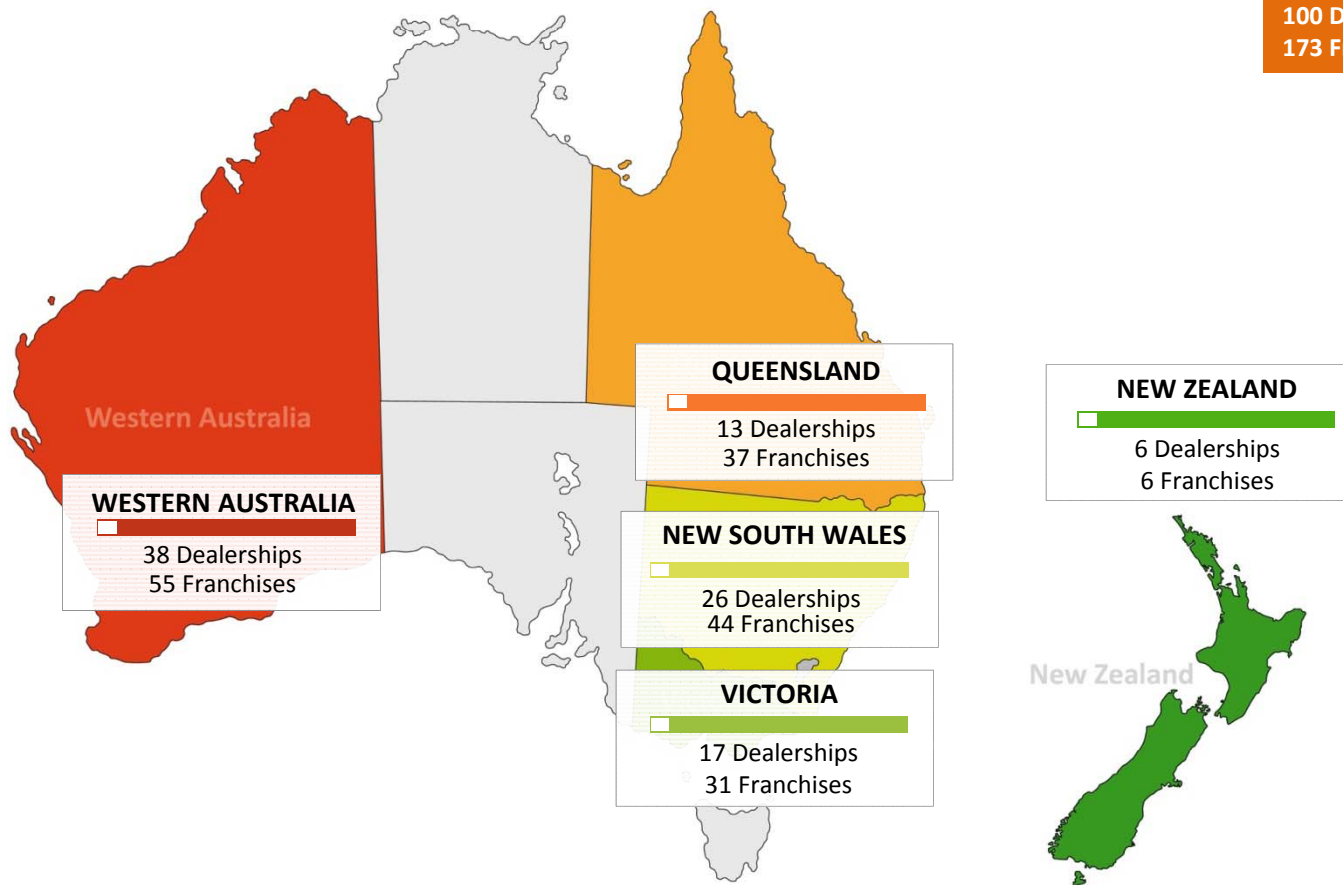 100 D
173 F
QUEENSLAND
13 Dealerships
37 Franchises
NEW ZEALAND
6 Dealerships
6 Franchises
Western Australia
WESTERN AUSTRALIA
38 Dealerships
55 Franchises
NEW SOUTH WALES
26 Dealerships
44 Franchises
New Zealand
VICTORIA
17 Dealerships
31 Franchises